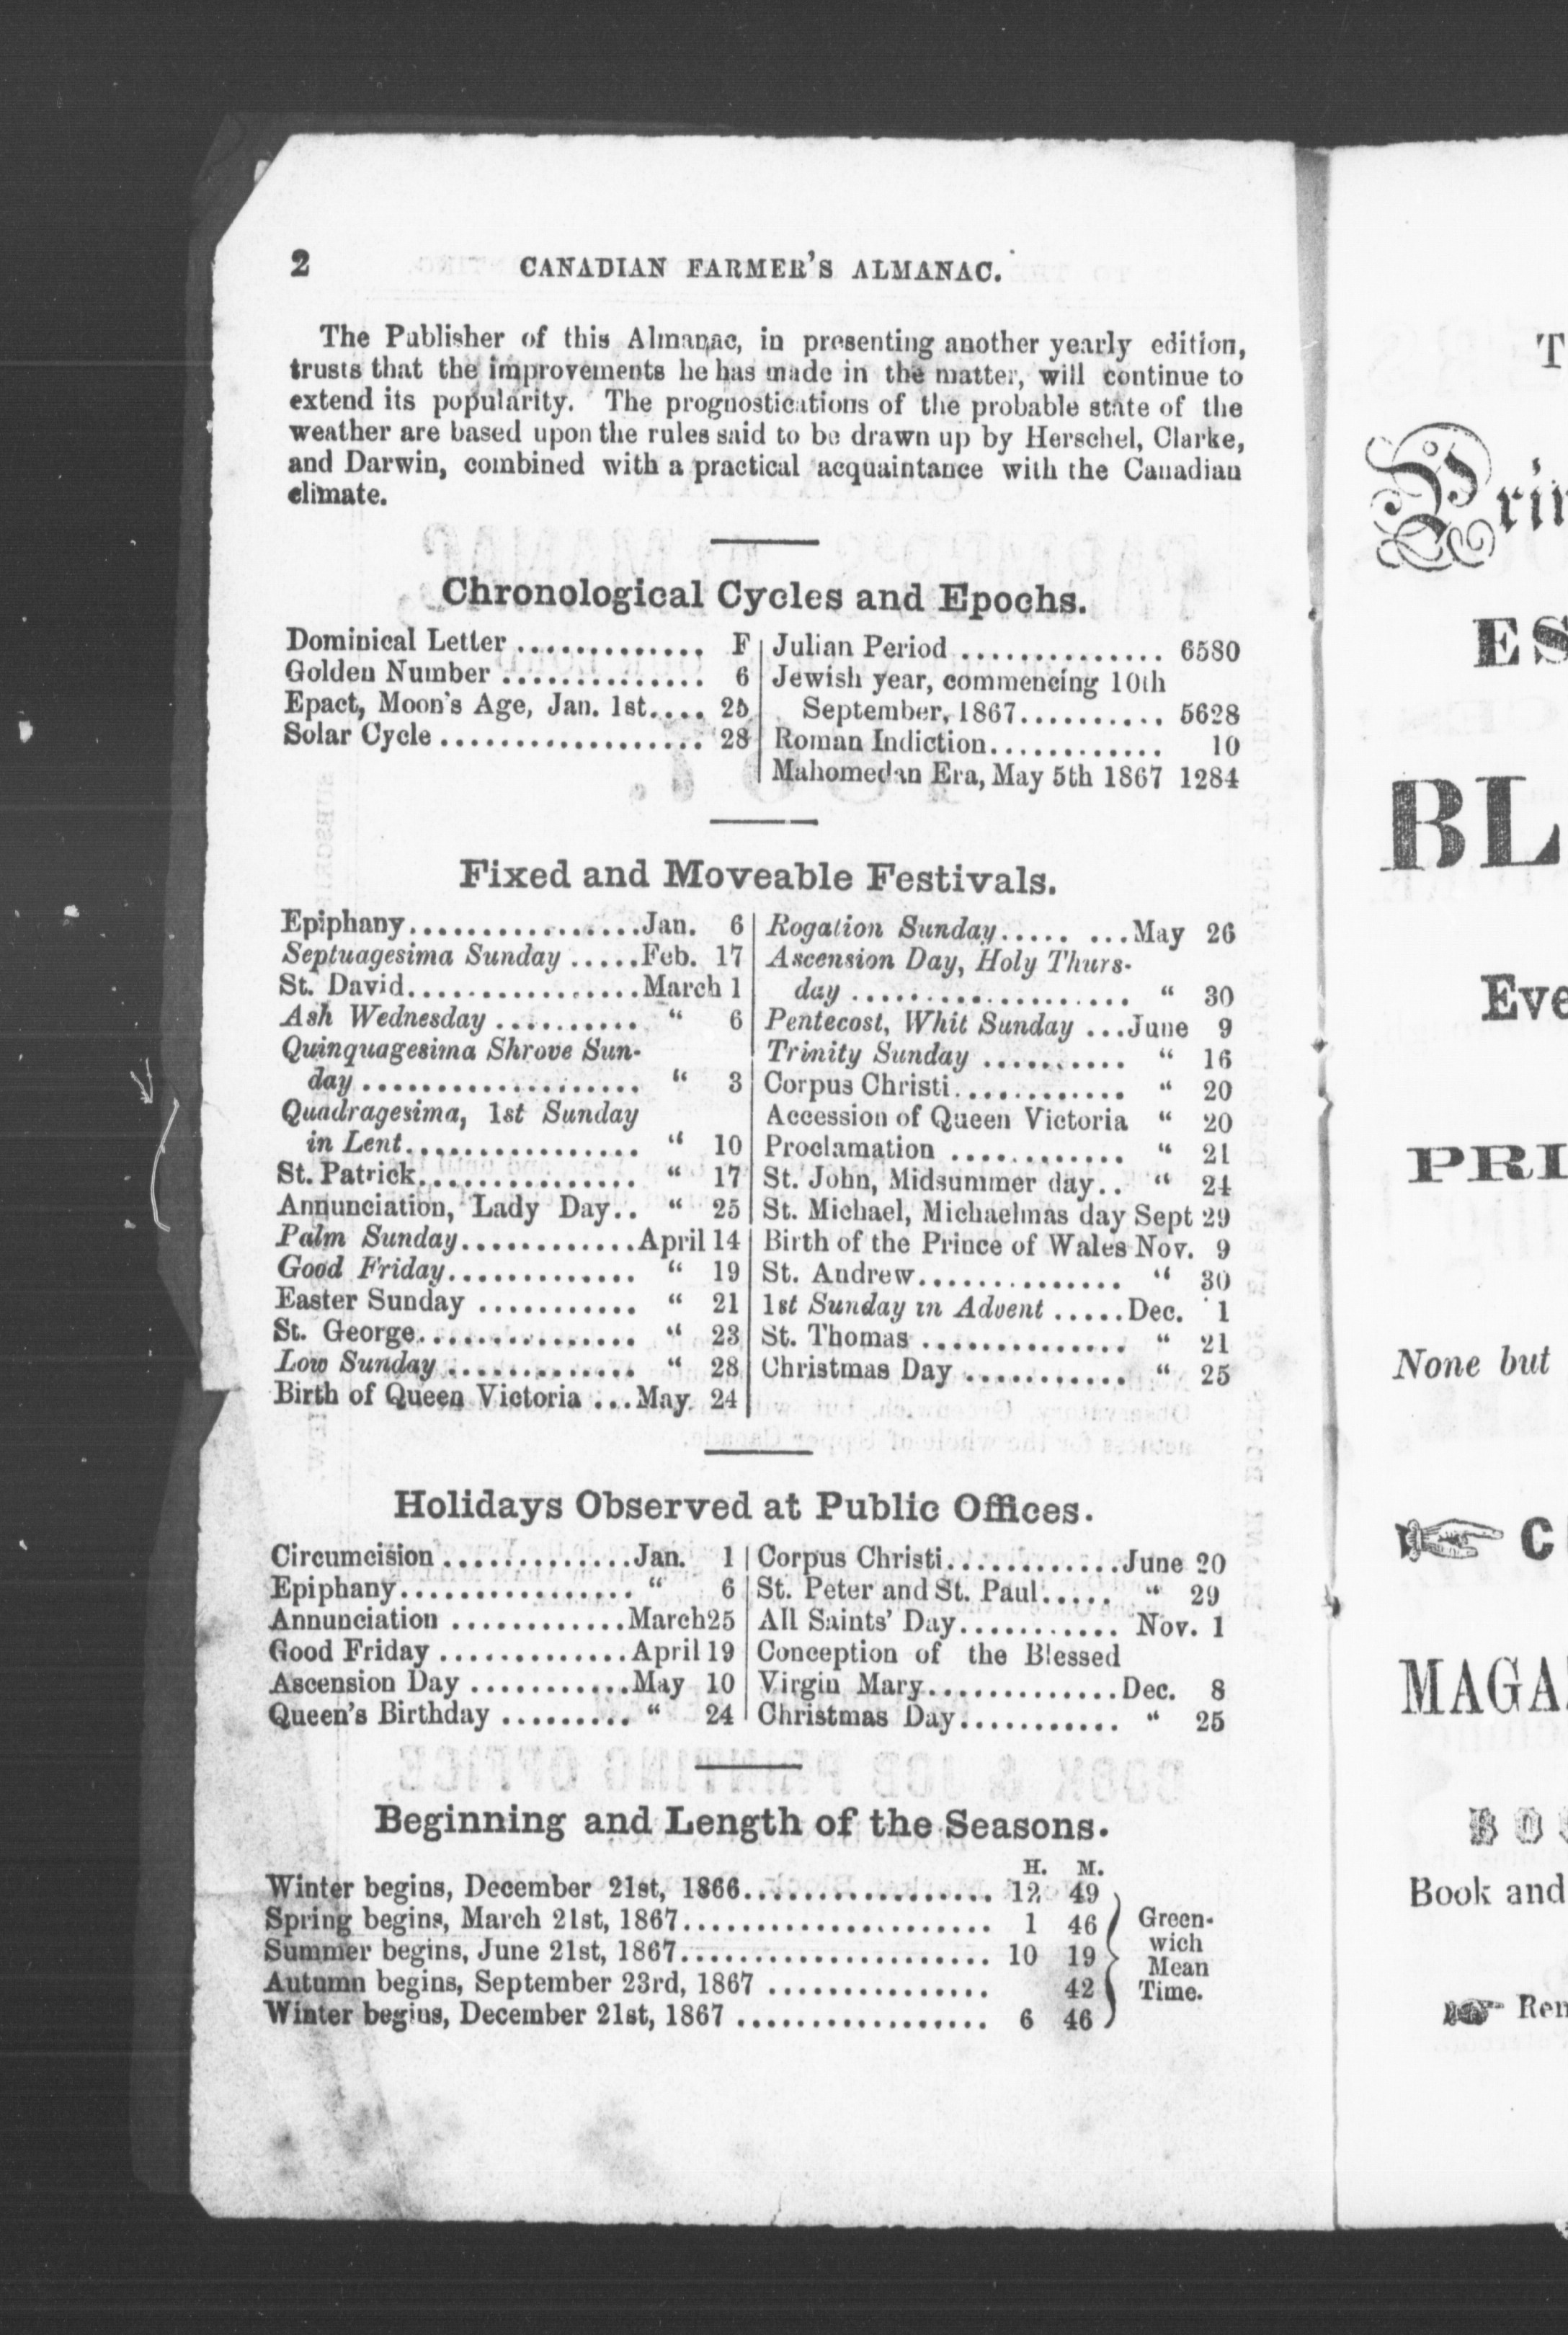 2 CANADIAN FARMER'S ALMANAC.
The Publisher of this Almanac, in presenting another yearly edition,
trusts that the improvements he has made in the matter, will continue to
extend its popularity. The prognostications of the probable state of the
weather are based upon the rules said to be drawn up by Herschel, Clarke,
and Darwin, combined with a practical acquaintance with the Canadian
climate.
Chronological Cycles and Epochs.
Dominical Letter ............. F
Golden Number .............. 6
Epact, Moon's Age, Jan. 1st.... 25
Solar Cycle .................. 28
Julian Period .............. 6580
Jewish year, commencing 10th
September, 1867.......... 5628
Roman Indiction............ 10
Mahomedan Era, May 5th 1867 1284
Fixed and Moveable Festivals.
Epiphany.................Jan. 6
Septuagesima Sunday .....Feb. 17
St. David.................March 1
Ash Wednesday .......... " 6
Quinquagesima Shrove Sun-
day ................... " 3
Quadragesima, 1st Sunday
in Lent................. " 10
St. Patrick................ " 17
Annunciation, Lady Day.. " 25
Palm Sunday............April 14
Good Friday............. " 19
Easter Sunday ........... " 21
St. George................ " 23
Low Sunday .............. " 28
Birth of Queen Victoria ...May 24
Rogation Sunday..... ...May 26
Ascension Day, Holy Thurs-
day ................... " 30
Pentecost, Whit Sunday ...June 9
Trinity Sunday .......... " 16
Corpus Christi............ " 20
Accession of Queen Victoria " 20
Proclamation ............ " 21
St. John, Midsummer day.. " 24
St. Michael, Michaelmas day Sept 29
Birth of the Prince of Wales Nov. 9
St. Andrew.............. " 30
1st Sunday in Advent .....Dec. 1
St. Thomas .............. " 21
Christmas Day ........... " 25
Holidays Observed at Public Offices.
Circumcision .............Jan. 1
Epiphany................ " 6
Annunciation ............March25
Good Friday .............April 19
Ascension Day ...........May 10
Queen's Birthday ......... " 24
Corpus Christi............June 20
St. Peter and St. Paul..... " 29
All Saints' Day........... Nov. 1
Conception of the Blessed
Virgin Mary.............Dec. 8
Christmas Day........... " 25
Beginning and Length of the Seasons.
H. M.
Winter begins, December 21st, 1866.................. 12 49
Spring begins, March 21st, 1867...................... 1 46
Summer begins, June 21st, 1867...................... 10 19
Autumn begins, September 23rd, 1867 ............... 42
Winter begins, December 21st, 1867 ................. 6 46
Green-
wich
Mean
Time.
T
Prin
ES
BL
Eve
PRI
None but
C
MAGA
BO
Book and
Ren